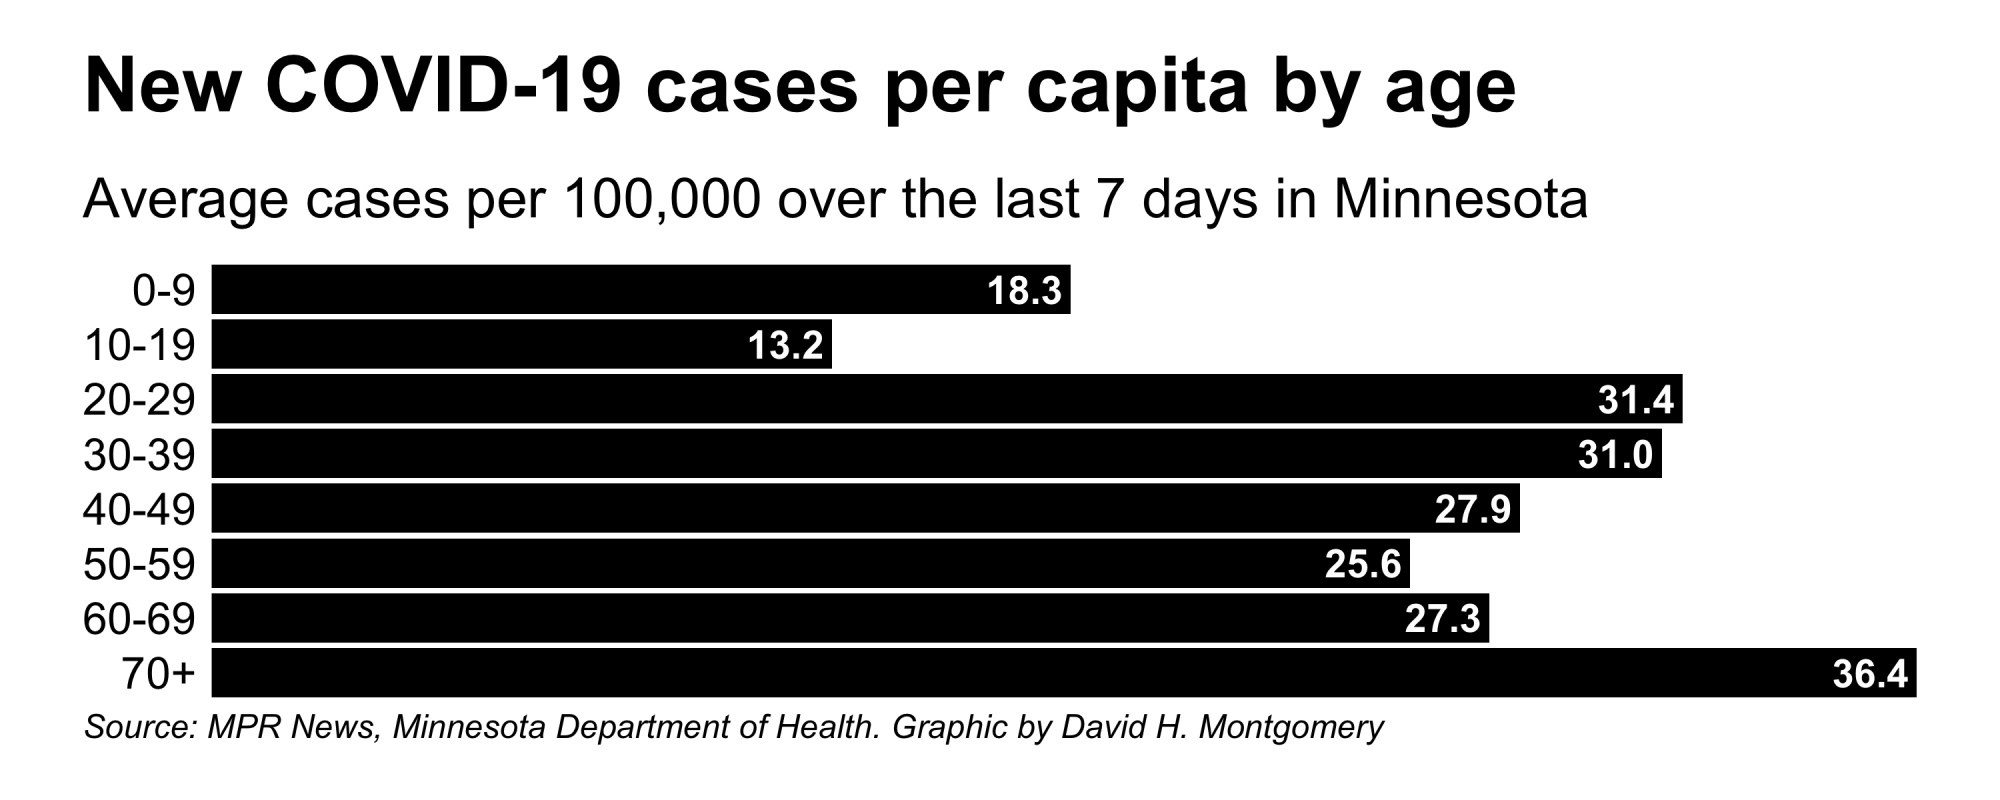 New COVID-19 cases per capita by age
Average cases per 100,000 over the last 7 days in Minnesota
0-9 18.3
10-19 13.2
20-29 31.4
30-39 31.0
40-49 27.9
50-59 25.6
60-69 27.3
70+ 36.4
Source: MPR News, Minnesota Department of Health. Graphic by David H. Montgomery